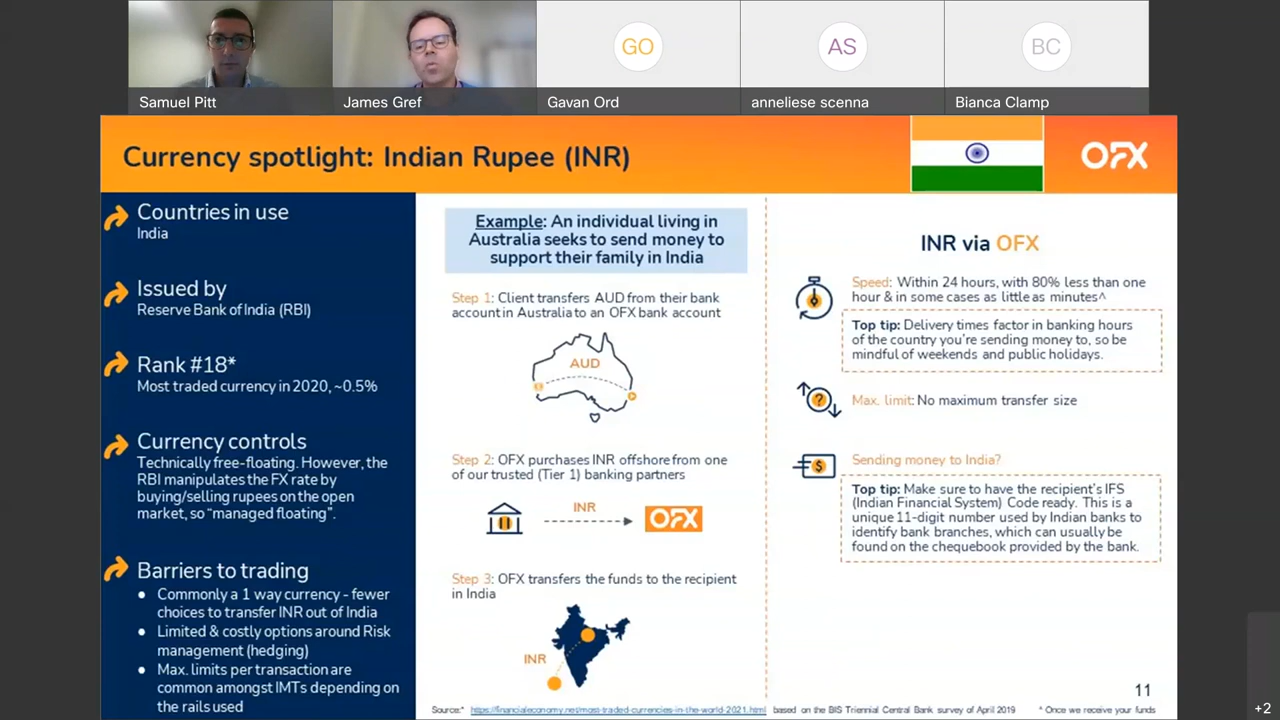 GO
AS
BC
Samuel Pitt
James Gref
Gavan Ord
anneliese scenna
Bianca Clamp
Currency spotlight: Indian Rupee (INR)
OFX
Countries in use
India
Issued by
Reserve Bank of India (RBI)
Rank #18*
Most traded currency in 2020, ~0.5%
Currency controls
Technically free-floating. However, the
RBI manipulates the FX rate by
buying/selling rupees on the open
market, so “managed floating”.
Barriers to trading
● Commonly a 1 way currency - fewer
choices to transfer INR out of India
● Limited & costly options around Risk
management (hedging)
● Max. limits per transaction are
common amongst IMTs depending on
the rails used
Example: An individual living in
Australia seeks to send money to
support their family in India
Step 1: Client transfers AUD from their bank
account in Australia to an OFX bank account
AUD
Step 2: OFX purchases INR offshore from one
of our trusted (Tier 1) banking partners
INR
OFX
Step 3: OFX transfers the funds to the recipient
in India
INR
INR via OFX
Speed: Within 24 hours, with 80% less than one
hour & in some cases as little as minutes^
Top tip: Delivery times factor in banking hours
of the country you’re sending money to, so be
mindful of weekends and public holidays.
?
Max. limit: No maximum transfer size
$
Sending money to India?
Top tip: Make sure to have the recipient’s IFS
(Indian Financial System) Code ready. This is a
unique 11-digit number used by Indian banks to
identify bank branches, which can usually be
found on the chequebook provided by the bank.
11
Source:* https://financialeconomy.net/most-traded-currencies-in-the-world-2021.html based on the BIS Triennial Central Bank survey of April 2019 ^ Once we receive your funds
+2